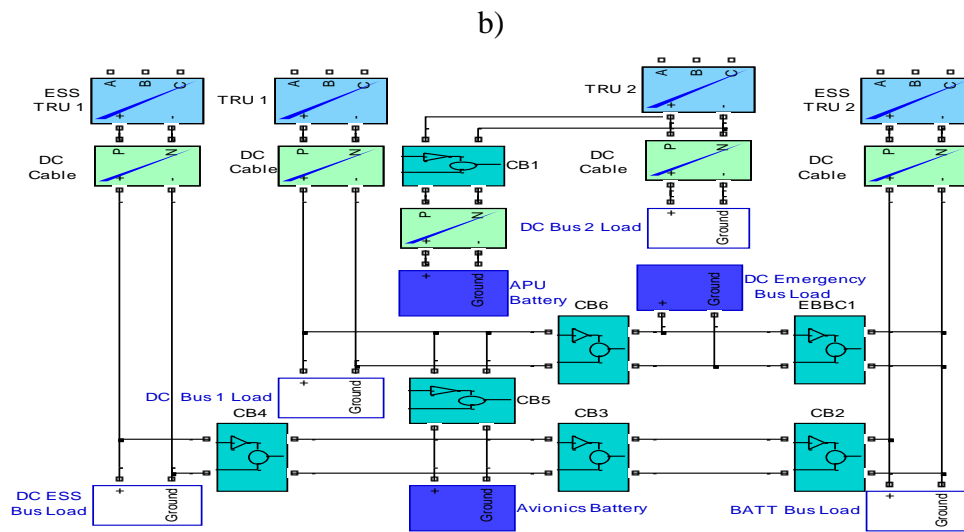 b)
A B C
A B C
A B C
A B C
ESS
TRU 1
TRU 1
TRU 2
ESS
TRU 2
+ -
+ -
+ -
+ -
P N
P N
P N
P N
DC
Cable
DC
Cable
CB1
DC
Cable
DC
Cable
+ -
+ -
+ -
+ -
P N
+ -
+ Ground
DC Bus 2 Load
+ Ground
APU
Battery
+ Ground
DC Emergency
Bus Load
CB6
EBBC1
+ Ground
DC Bus 1 Load
CB5
CB4
CB3
CB2
+ Ground
DC ESS
Bus Load
+ Ground
Avionics Battery
+ Ground
BATT Bus Load